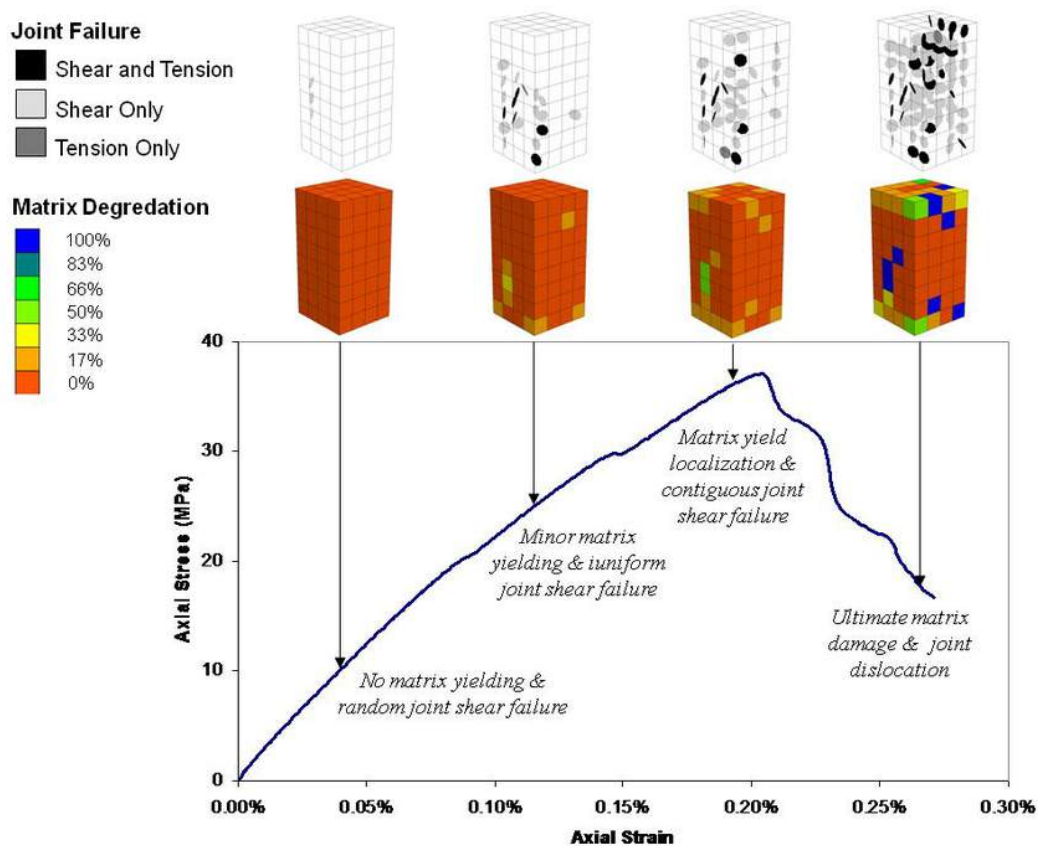 Joint Failure
Shear and Tension
Shear Only
Tension Only
Matrix Degredation
100%
83%
66%
50%
33%
17%
0%
40
30
20
10
0
Axial Stress (MPa)
Matrix yield
localization &
contiguous joint
shear failure
Minor matrix
yielding & iuniform
joint shear failure
Ultimate matrix
damage & joint
dislocation
No matrix yielding &
random joint shear failure
0.00%
0.05%
0.10%
0.15%
0.20%
0.25%
0.30%
Axial Strain